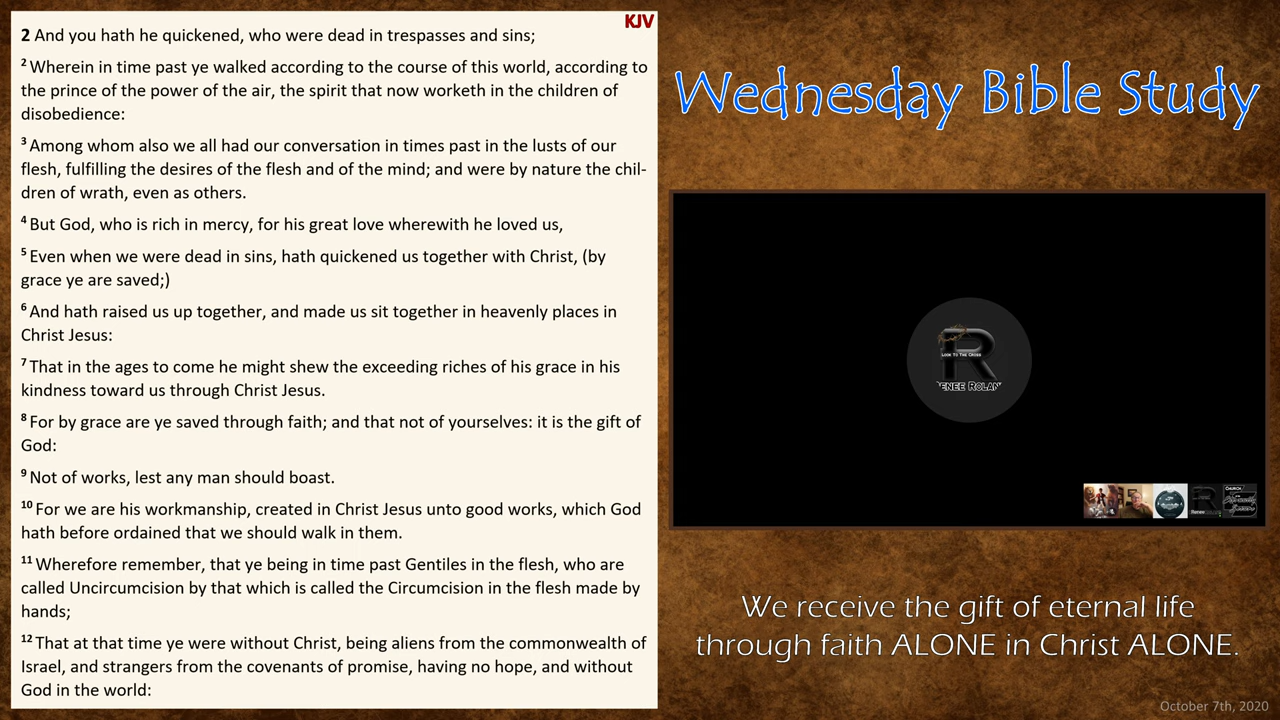 KJV
2 And you hath he quickened, who were dead in trespasses and sins;
2 Wherein in time past ye walked according to the course of this world, according to
the prince of the power of the air, the spirit that now worketh in the children of
disobedience:
3 Among whom also we all had our conversation in times past in the lusts of our
flesh, fulfilling the desires of the flesh and of the mind; and were by nature the chil-
dren of wrath, even as others.
4 But God, who is rich in mercy, for his great love wherewith he loved us,
5 Even when we were dead in sins, hath quickened us together with Christ, (by
grace ye are saved;)
6 And hath raised us up together, and made us sit together in heavenly places in
Christ Jesus:
7 That in the ages to come he might shew the exceeding riches of his grace in his
kindness toward us through Christ Jesus.
8 For by grace are ye saved through faith; and that not of yourselves: it is the gift of
God:
9 Not of works, lest any man should boast.
10 For we are his workmanship, created in Christ Jesus unto good works, which God
hath before ordained that we should walk in them.
11 Wherefore remember, that ye being in time past Gentiles in the flesh, who are
called Uncircumcision by that which is called the Circumcision in the flesh made by
hands;
12 That at that time ye were without Christ, being aliens from the commonwealth of
Israel, and strangers from the covenants of promise, having no hope, and without
God in the world:
Wednesday Bible Study
R
LOOK TO THE CROSS
ENEE ROLAN
Renee
CHURCH
We receive the gift of eternal life
through faith ALONE in Christ ALONE.
October 7th, 2020